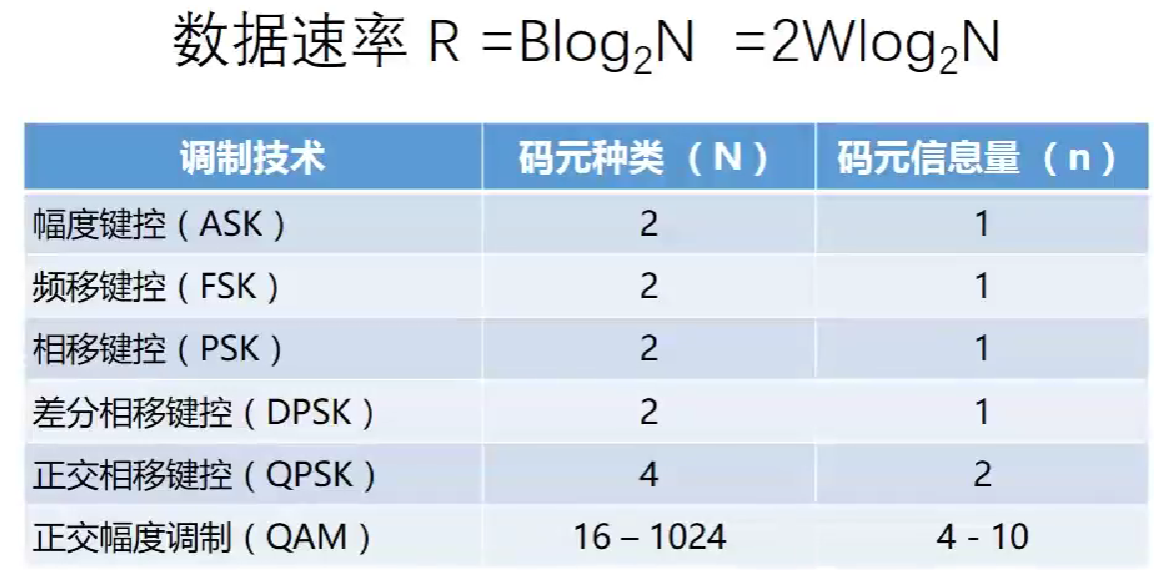 数据速率 R =Blog₂N =2Wlog₂N
调制技术 码元种类 （N） 码元信息量 （n）
幅度键控（ASK） 2 1
频移键控（FSK） 2 1
相移键控（PSK） 2 1
差分相移键控（DPSK） 2 1
正交相移键控（QPSK） 4 2
正交幅度调制（QAM） 16 – 1024 4 - 10